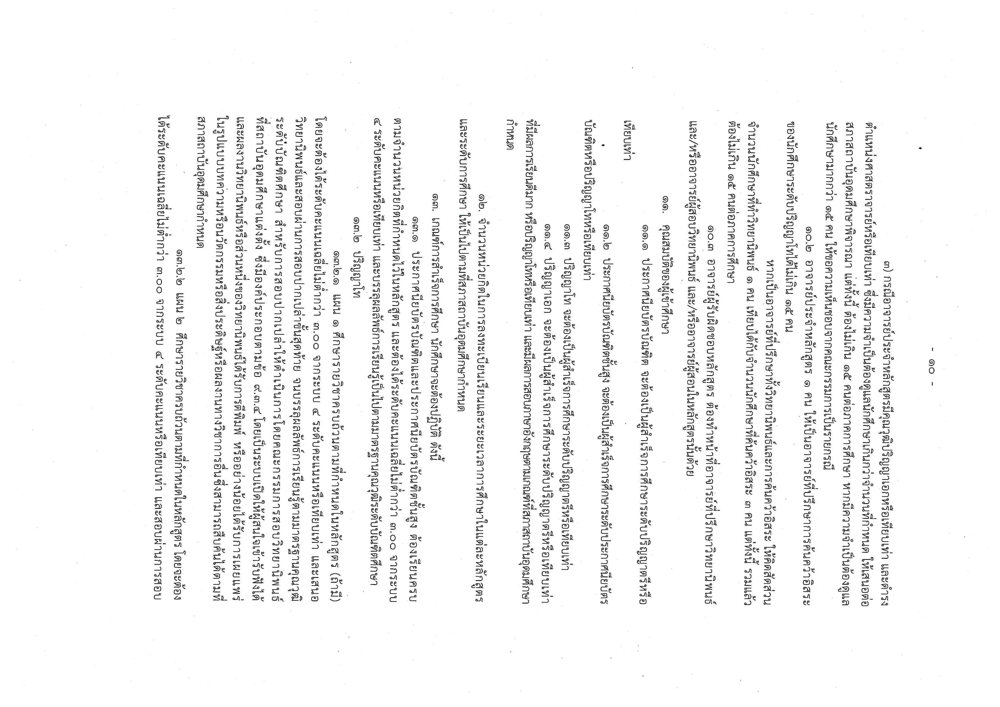 - ๑๐ -
๓) กรณีอาจารย์ประจำหลักสูตรมีคุณวุฒิปริญญาเอกหรือเทียบเท่า และดำรง
ตำแหน่งศาสตราจารย์หรือเทียบเท่า ซึ่งมีความจำเป็นต้องดูแลนักศึกษาเกินกว่าจำนวนที่กำหนด ให้เสนอต่อ
สภาสถาบันอุดมศึกษาพิจารณา แต่ทั้งนี้ ต้องไม่เกิน ๑๕ คนต่อภาคการศึกษา หากมีความจำเป็นต้องดูแล
นักศึกษามากกว่า ๑๕ คน ให้ขอความเห็นชอบจากคณะกรรมการเป็นรายกรณี
๑๐.๒ อาจารย์ประจำหลักสูตร ๑ คน ให้เป็นอาจารย์ที่ปรึกษาการค้นคว้าอิสระ
ของนักศึกษาระดับปริญญาโทได้ไม่เกิน ๑๕ คน
หากเป็นอาจารย์ที่ปรึกษาทั้งวิทยานิพนธ์และการค้นคว้าอิสระ ให้คิดสัดส่วน
จำนวนนักศึกษาที่ทำวิทยานิพนธ์ ๑ คน เทียบได้กับจำนวนนักศึกษาที่ค้นคว้าอิสระ ๓ คน แต่ทั้งนี้ รวมแล้ว
ต้องไม่เกิน ๑๕ คนต่อภาคการศึกษา
๑๐.๓ อาจารย์ผู้รับผิดชอบหลักสูตร ต้องทำหน้าที่อาจารย์ที่ปรึกษาวิทยานิพนธ์
และ/หรืออาจารย์ผู้สอบวิทยานิพนธ์ และ/หรืออาจารย์ผู้สอนในหลักสูตรนั้นด้วย
๑๑. คุณสมบัติของผู้เข้าศึกษา
๑๑.๑ ประกาศนียบัตรบัณฑิต จะต้องเป็นผู้สำเร็จการศึกษาระดับปริญญาตรีหรือ
เทียบเท่า
๑๑.๒ ประกาศนียบัตรบัณฑิตชั้นสูง จะต้องเป็นผู้สำเร็จการศึกษาระดับประกาศนียบัตร
บัณฑิตหรือปริญญาโทหรือเทียบเท่า
๑๑.๓ ปริญญาโท จะต้องเป็นผู้สำเร็จการศึกษาระดับปริญญาตรีหรือเทียบเท่า
๑๑.๔ ปริญญาเอก จะต้องเป็นผู้สำเร็จการศึกษาระดับปริญญาตรีหรือเทียบเท่า
ที่มีผลการเรียนดีมาก หรือปริญญาโทหรือเทียบเท่า และมีผลการสอบภาษาอังกฤษตามเกณฑ์ที่สภาสถาบันอุดมศึกษา
กำหนด
๑๒. จำนวนหน่วยกิตในการลงทะเบียนเรียนและระยะเวลาการศึกษาในแต่ละหลักสูตร
และระดับการศึกษา ให้เป็นไปตามที่สภาสถาบันอุดมศึกษากำหนด
๑๓. เกณฑ์การสำเร็จการศึกษา นักศึกษาจะต้องปฏิบัติ ดังนี้
๑๓.๑ ประกาศนียบัตรบัณฑิตและประกาศนียบัตรบัณฑิตชั้นสูง ต้องเรียนครบ
ตามจำนวนหน่วยกิตที่กำหนดไว้ในหลักสูตร และต้องได้ระดับคะแนนเฉลี่ยไม่ต่ำกว่า ๓.๐๐ จากระบบ
๔ ระดับคะแนนหรือเทียบเท่า และบรรลุผลลัพธ์การเรียนรู้เป็นไปตามมาตรฐานคุณวุฒิระดับบัณฑิตศึกษา
๑๓.๒ ปริญญาโท
๑๓.๒.๑ แผน ๑ ศึกษารายวิชาครบถ้วนตามที่กำหนดในหลักสูตร (ถ้ามี)
โดยจะต้องได้ระดับคะแนนเฉลี่ยไม่ต่ำกว่า ๓.๐๐ จากระบบ ๔ ระดับคะแนนหรือเทียบเท่า และเสนอ
วิทยานิพนธ์และสอบผ่านการสอบปากเปล่าขั้นสุดท้าย จนบรรลุผลลัพธ์การเรียนรู้ตามมาตรฐานคุณวุฒิ
ระดับบัณฑิตศึกษา สำหรับการสอบปากเปล่าให้ดำเนินการโดยคณะกรรมการสอบวิทยานิพนธ์
ที่สถาบันอุดมศึกษาแต่งตั้ง ซึ่งมีองค์ประกอบตามข้อ ๙.๓.๔ โดยเป็นระบบเปิดให้ผู้สนใจเข้ารับฟังได้
และผลงานวิทยานิพนธ์หรือส่วนหนึ่งของวิทยานิพนธ์ได้รับการตีพิมพ์ หรืออย่างน้อยได้รับการเผยแพร่
ในรูปแบบบทความหรือนวัตกรรมหรือสิ่งประดิษฐ์หรือผลงานทางวิชาการอื่นซึ่งสามารถสืบค้นได้ตามที่
สภาสถาบันอุดมศึกษากำหนด
๑๓.๒.๒ แผน ๒ ศึกษารายวิชาครบถ้วนตามที่กำหนดในหลักสูตร โดยจะต้อง
ได้ระดับคะแนนเฉลี่ยไม่ต่ำกว่า ๓.๐๐ จากระบบ ๔ ระดับคะแนนหรือเทียบเท่า และสอบผ่านการสอบ